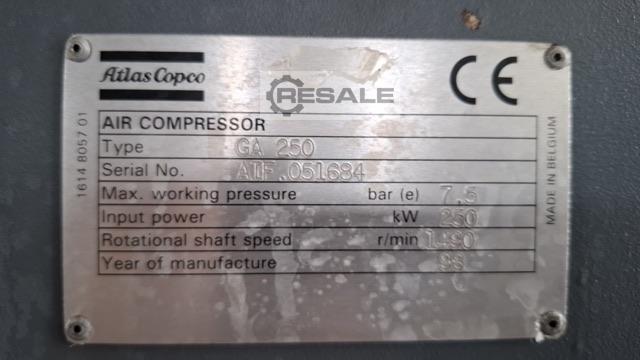 Atlas Copco
RESALE
CE
AIR COMPRESSOR
Type GA 250
Serial No. AIF.051684
Max. working pressure bar (e) 7,5
Input power kW 250
Rotational shaft speed r/min 1490
Year of manufacture
1614 8057 01
MADE IN BELGIUM